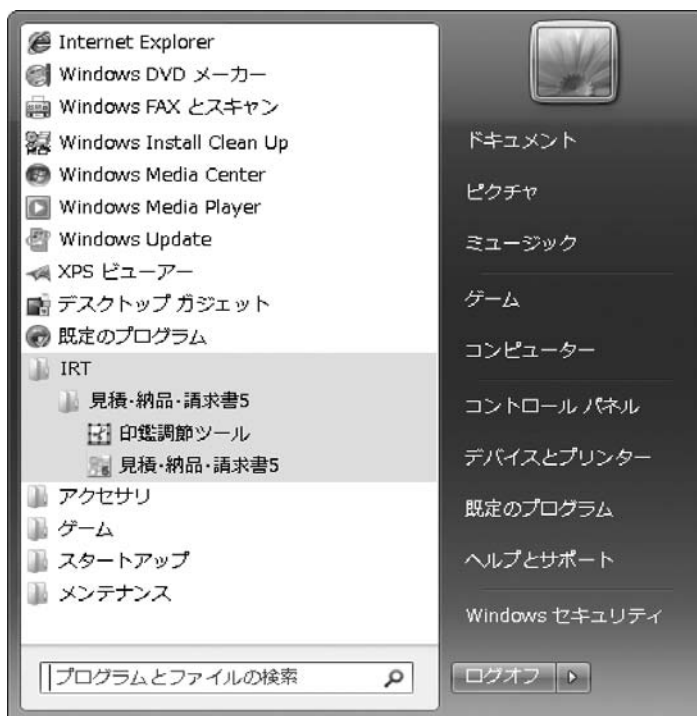 Internet Explorer
Windows DVD メーカー
Windows FAX とスキャン
Windows Install Clean Up
Windows Media Center
Windows Media Player
Windows Update
XPS ビューアー
デスクトップ ガジェット
既定のプログラム
IRT
見積・納品・請求書5
印鑑調節ツール
見積・納品・請求書5
アクセサリ
ゲーム
スタートアップ
メンテナンス
プログラムとファイルの検索
ドキュメント
ピクチャ
ミュージック
ゲーム
コンピューター
コントロール パネル
デバイスとプリンター
既定のプログラム
ヘルプとサポート
Windows セキュリティ
ログオフ